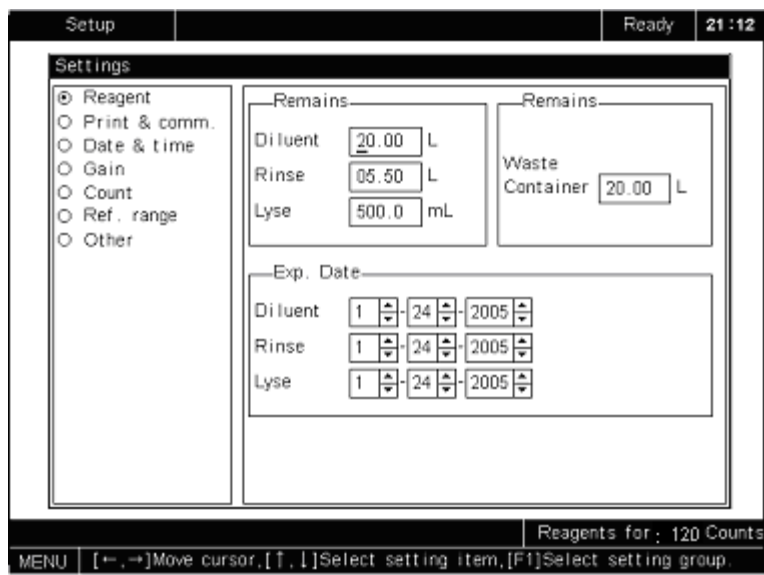 Setup Ready 21:12
Settings
Reagent
Print & comm.
Date & time
Gain
Count
Ref. range
Other
Remains
Diluent 20.00 L
Rinse 05.50 L
Lyse 500.0 mL
Remains
Waste
Container 20.00 L
Exp. Date
Diluent 1 - 24 - 2005
Rinse 1 - 24 - 2005
Lyse 1 - 24 - 2005
Reagents for: 120 Counts
MENU [←,→]Move cursor,[↑,↓]Select setting item,[F1]Select setting group.